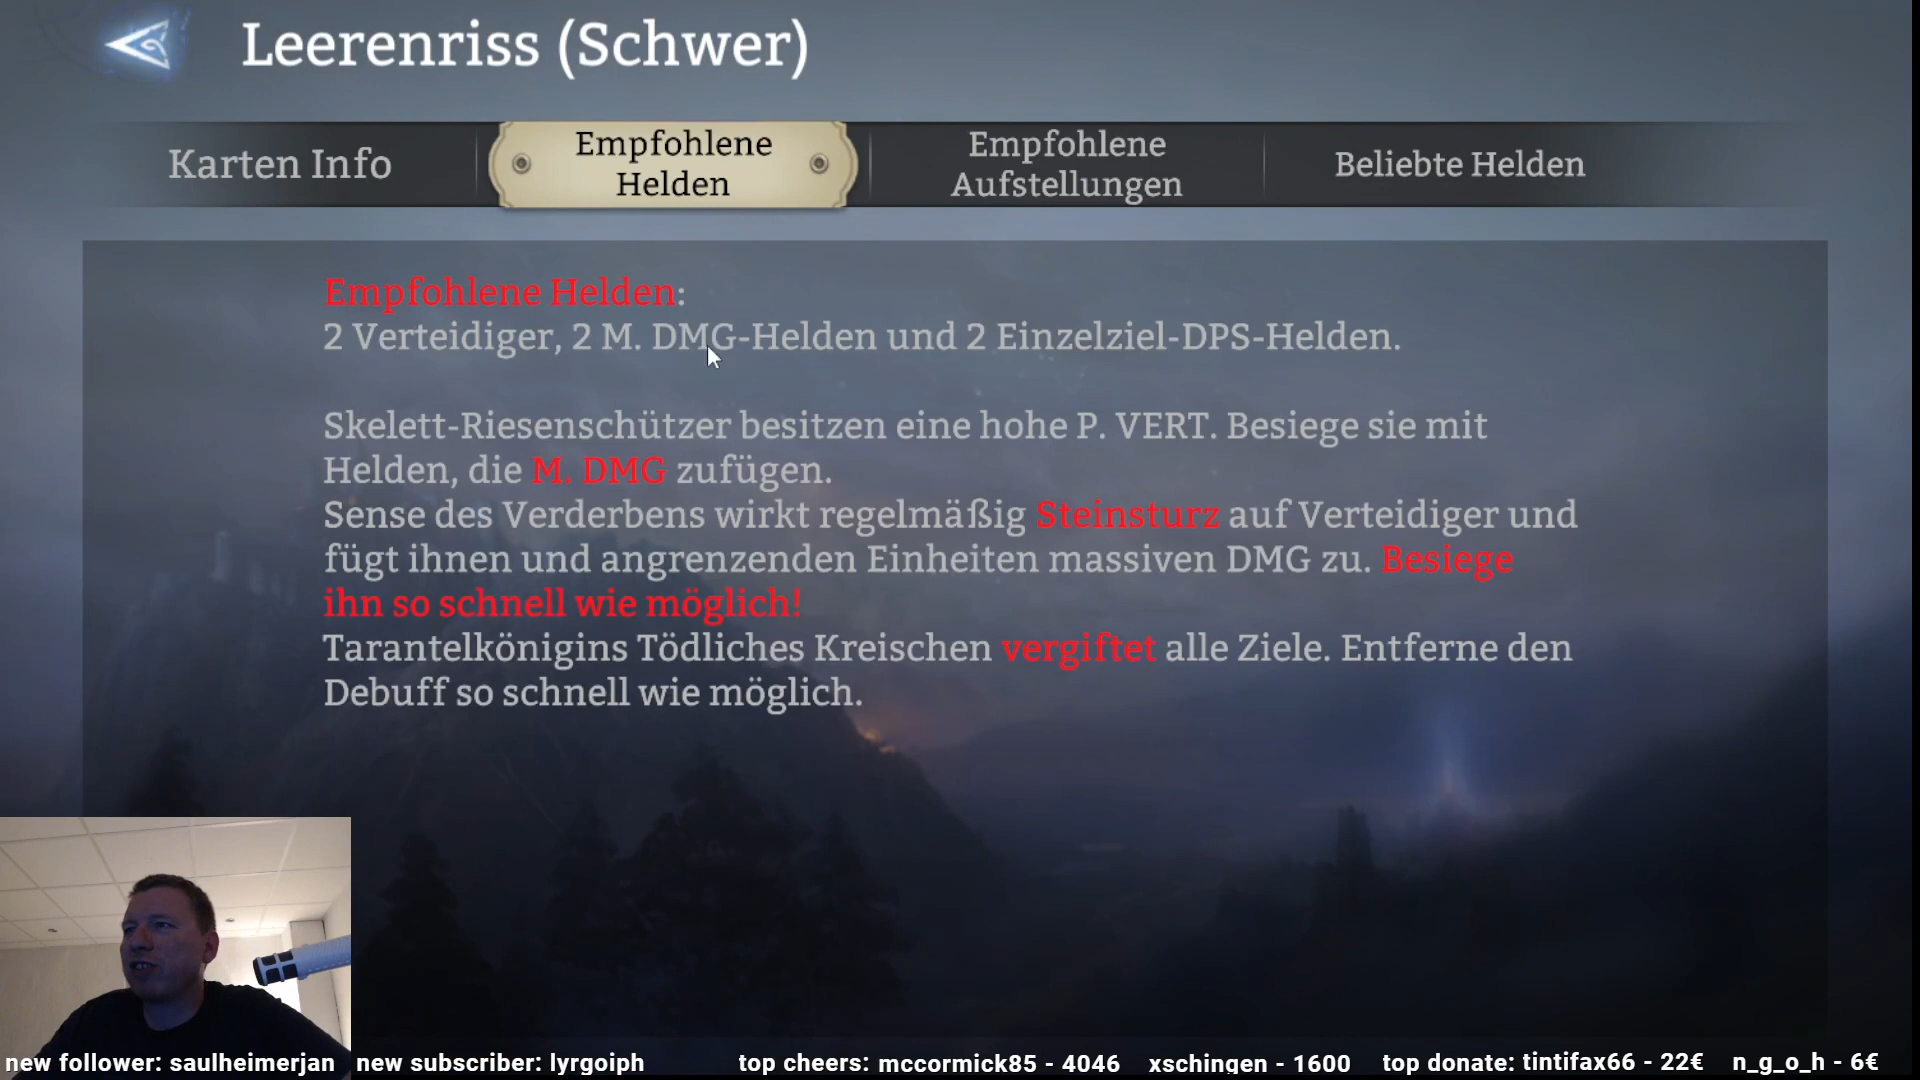 Leerenriss (Schwer)
Karten Info
Empfohlene
Helden
Empfohlene
Aufstellungen
Beliebte Helden
Empfohlene Helden:
2 Verteidiger, 2 M. DMG-Helden und 2 Einzelziel-DPS-Helden.
Skelett-Riesenschützer besitzen eine hohe P. VERT. Besiege sie mit
Helden, die M. DMG zufügen.
Sense des Verderbens wirkt regelmäßig Steinsturz auf Verteidiger und
fügt ihnen und angrenzenden Einheiten massiven DMG zu. Besiege
ihn so schnell wie möglich!
Tarantelkönigins Tödliches Kreischen vergiftet alle Ziele. Entferne den
Debuff so schnell wie möglich.
new follower: saulheimerjan new subscriber: lyrgoiph top cheers: mccormick85 - 4046 xschingen - 1600 top donate: tintifax66 - 22€ n_g_o_h - 6€